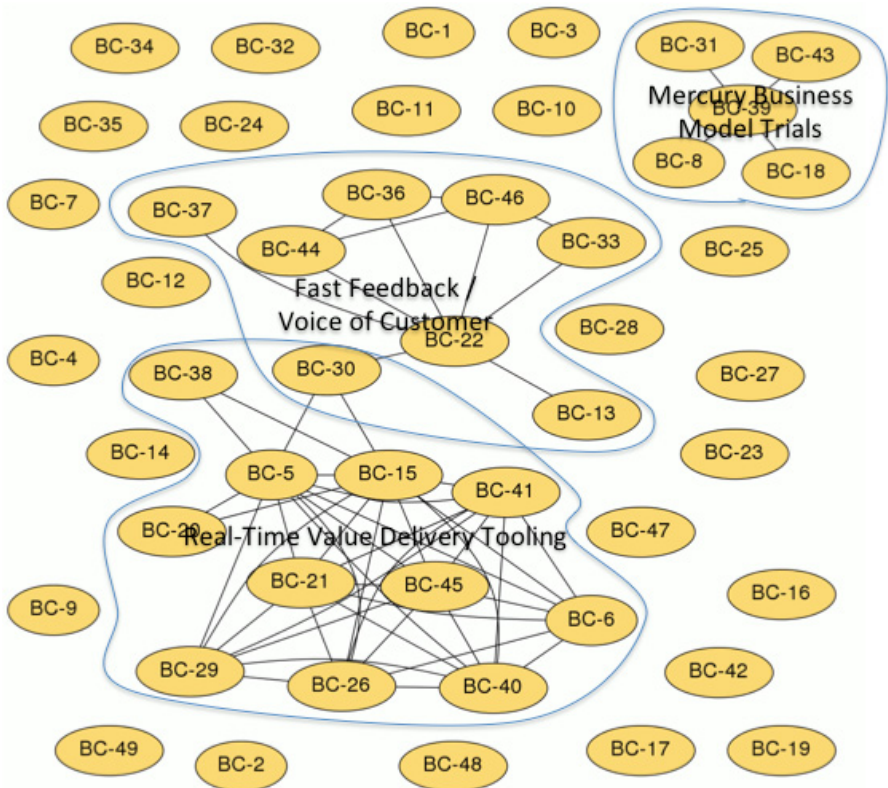 BC-34
BC-32
BC-1
BC-3
BC-31
BC-43
BC-39
Mercury Business
Model Trials
BC-8
BC-18
BC-35
BC-24
BC-11
BC-10
BC-7
BC-37
BC-36
BC-46
BC-44
BC-33
BC-25
BC-12
Fast Feedback /
Voice of Customer
BC-22
BC-28
BC-4
BC-38
BC-30
BC-27
BC-13
BC-14
BC-5
BC-15
BC-41
BC-23
BC-20
Real-Time Value Delivery Tooling
BC-47
BC-21
BC-45
BC-9
BC-6
BC-16
BC-29
BC-26
BC-40
BC-42
BC-49
BC-2
BC-48
BC-17
BC-19